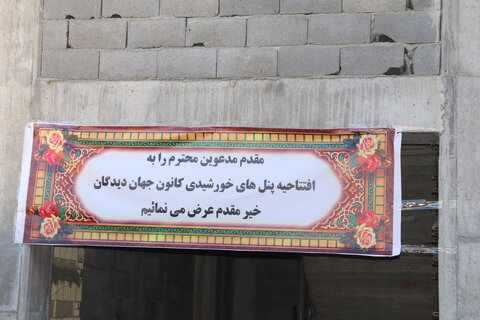 مقدم مدعوین محترم را به
افتتاحیه پنل های خورشیدی کانون جهان دیدگان
خیر مقدم عرض می نمائیم